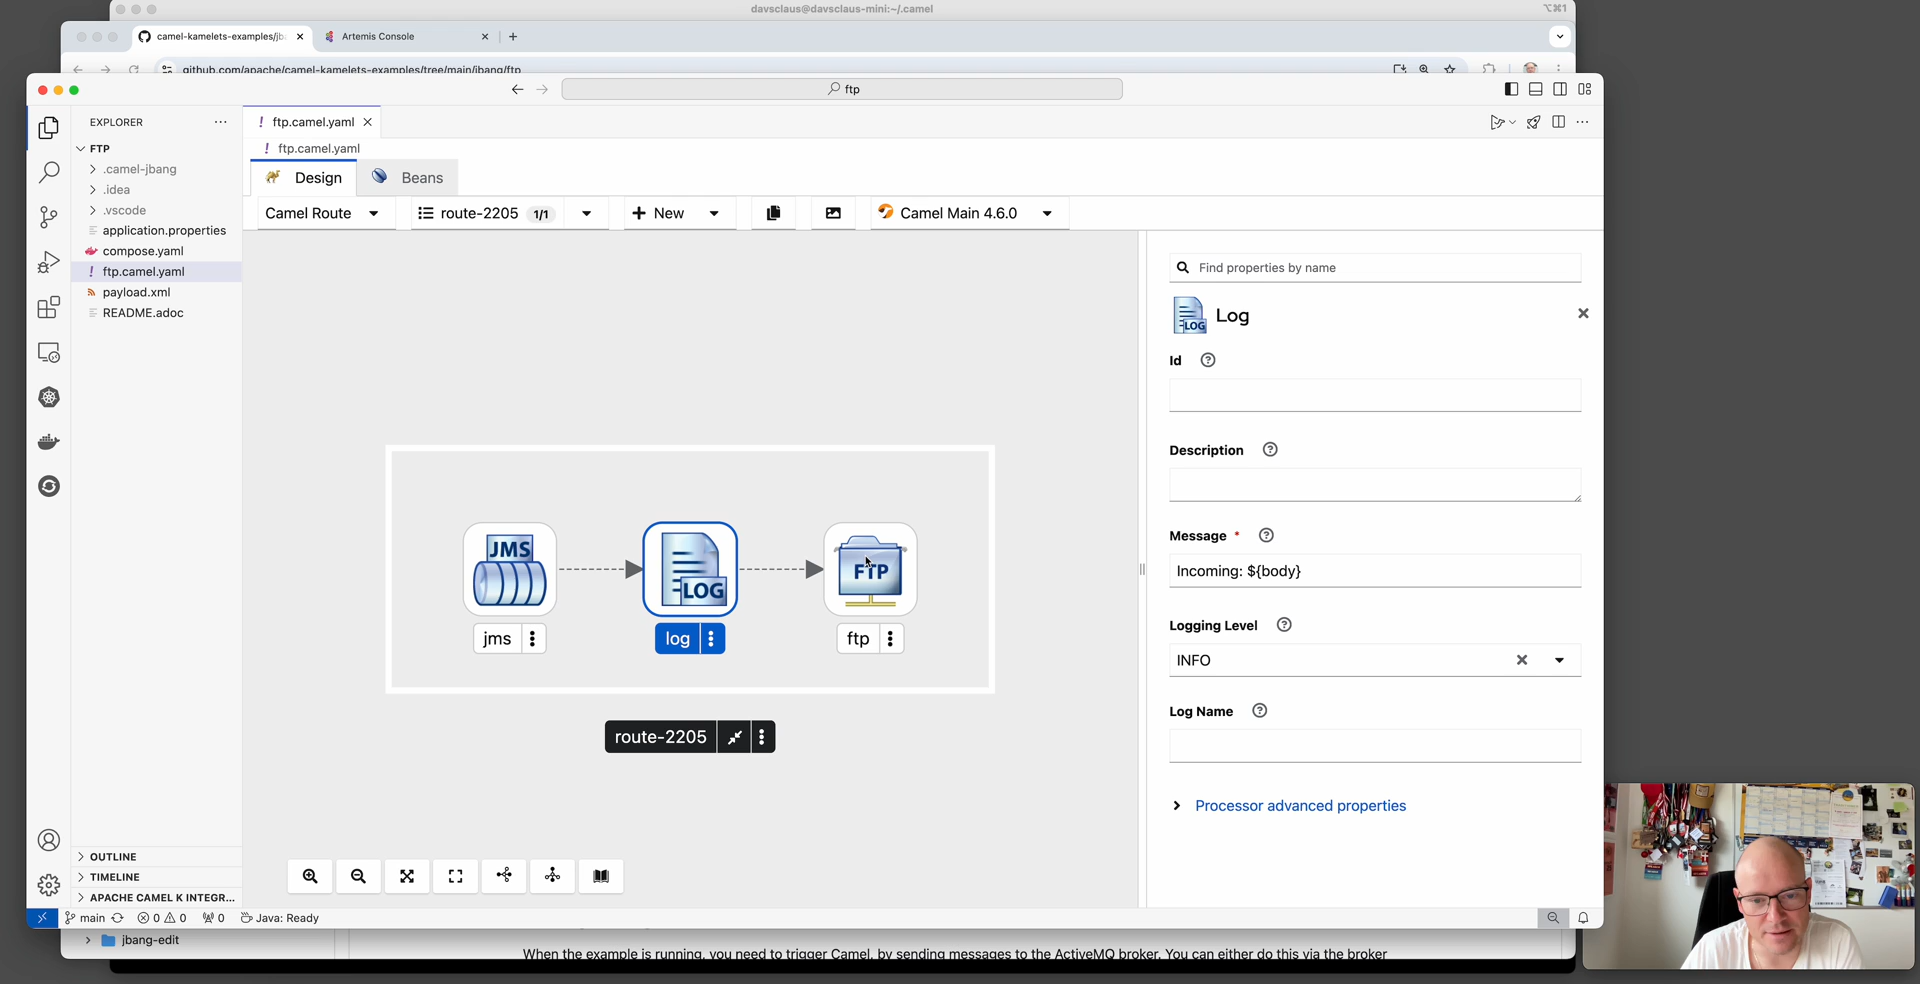 davsclaus@davsclaus-mini:~/.camel
⌥⌘1
camel-kamelets-examples/jb
Artemis Console
github.com/apache/camel-kamelets-examples/tree/main/jbang/ftp
ftp
EXPLORER
ftp.camel.yaml
FTP
ftp.camel.yaml
.camel-jbang
Design
Beans
.idea
.vscode
Camel Route
route-2205
1/1
New
Camel Main 4.6.0
application.properties
compose.yaml
ftp.camel.yaml
payload.xml
README.adoc
Find properties by name
LOG
Log
Id
Description
Message *
Incoming: ${body}
Logging Level
INFO
Log Name
Processor advanced properties
JMS
LOG
FTP
jms
log
ftp
route-2205
OUTLINE
TIMELINE
APACHE CAMEL K INTEGR...
main
0
0
0
Java: Ready
jbang-edit
When the example is running, you need to trigger Camel, by sending messages to the ActiveMQ broker. You can either do this via the broker